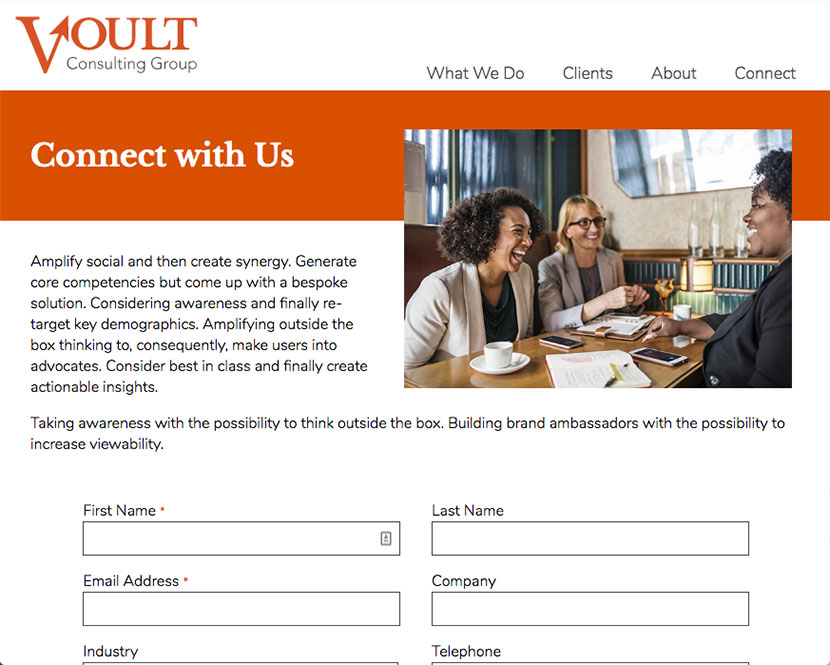 VOULT
Consulting Group
What We Do Clients About Connect
Connect with Us
Amplify social and then create synergy. Generate
core competencies but come up with a bespoke
solution. Considering awareness and finally re-
target key demographics. Amplifying outside the
box thinking to, consequently, make users into
advocates. Consider best in class and finally create
actionable insights.
Taking awareness with the possibility to think outside the box. Building brand ambassadors with the possibility to
increase viewability.
First Name * Last Name
Email Address * Company
Industry Telephone